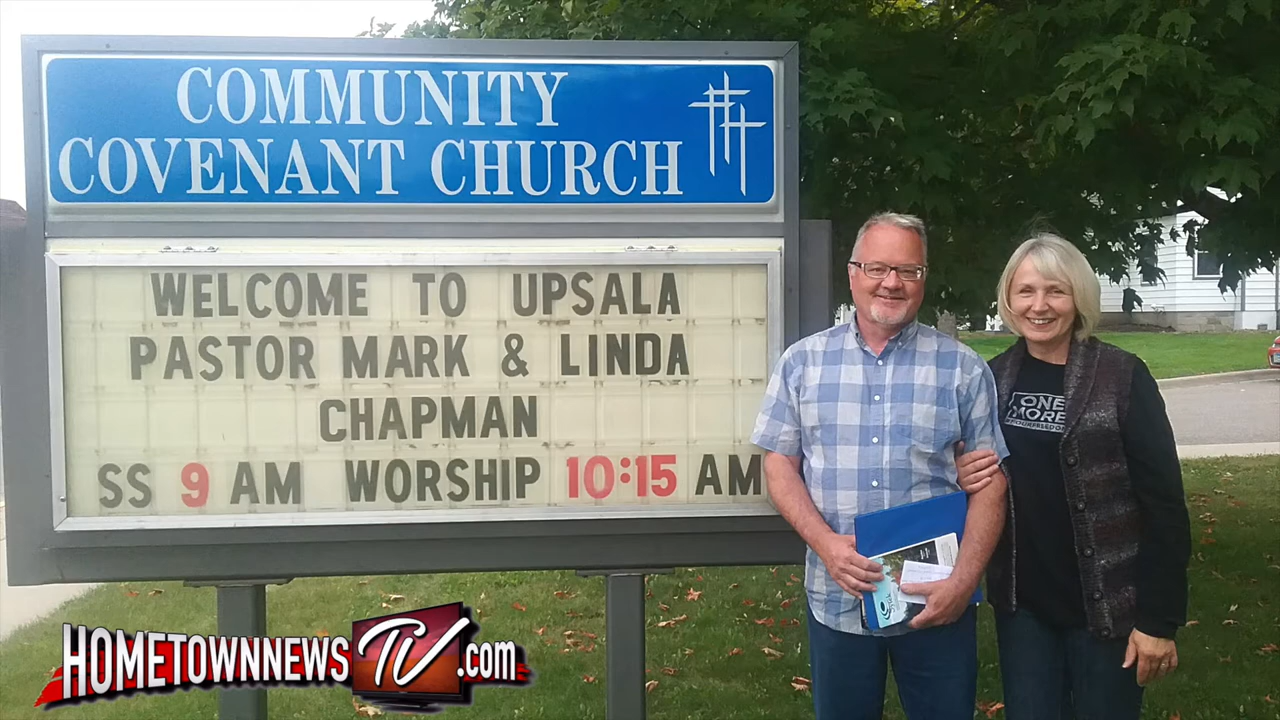 COMMUNITY
COVENANT CHURCH
WELCOME TO UPSALA
PASTOR MARK & LINDA
CHAPMAN
SS 9 AM WORSHIP 10:15 AM
ONE
MORE
HOMETOWNNEWS TV .com